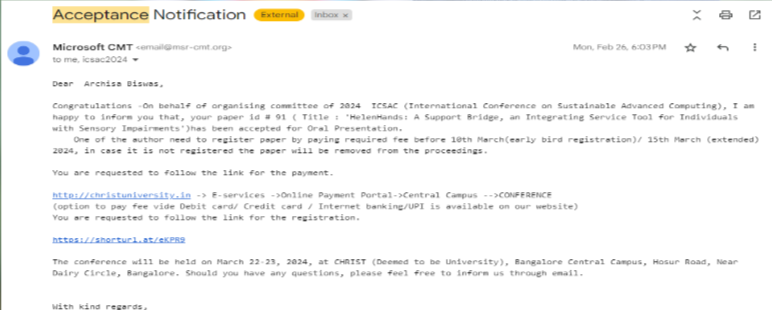 Acceptance Notification External Inbox ×
Microsoft CMT <email@msr-cmt.org> Mon, Feb 26, 6:03 PM
to me, icsac2024
Dear Archisa Biswas,
Congratulations -On behalf of organising committee of 2024 ICSAC (International Conference on Sustainable Advanced Computing), I am
happy to inform you that, your paper id # 91 ( Title : 'HelenHands: A Support Bridge, an Integrating Service Tool for Individuals
with Sensory Impairments')has been accepted for Oral Presentation.
One of the author need to register paper by paying required fee before 10th March(early bird registration)/ 15th March (extended)
2024, in case it is not registered the paper will be removed from the proceedings.
You are requested to follow the link for the payment.
http://christuniversity.in -> E-services ->Online Payment Portal->Central Campus -->CONFERENCE
(option to pay fee vide Debit card/ Credit card / Internet banking/UPI is available on our website)
You are requested to follow the link for the registration.
https://shorturl.at/eKPR9
The conference will be held on March 22-23, 2024, at CHRIST (Deemed to be University), Bangalore Central Campus, Hosur Road, Near
Dairy Circle, Bangalore. Should you have any questions, please feel free to inform us through email.
With kind regards,